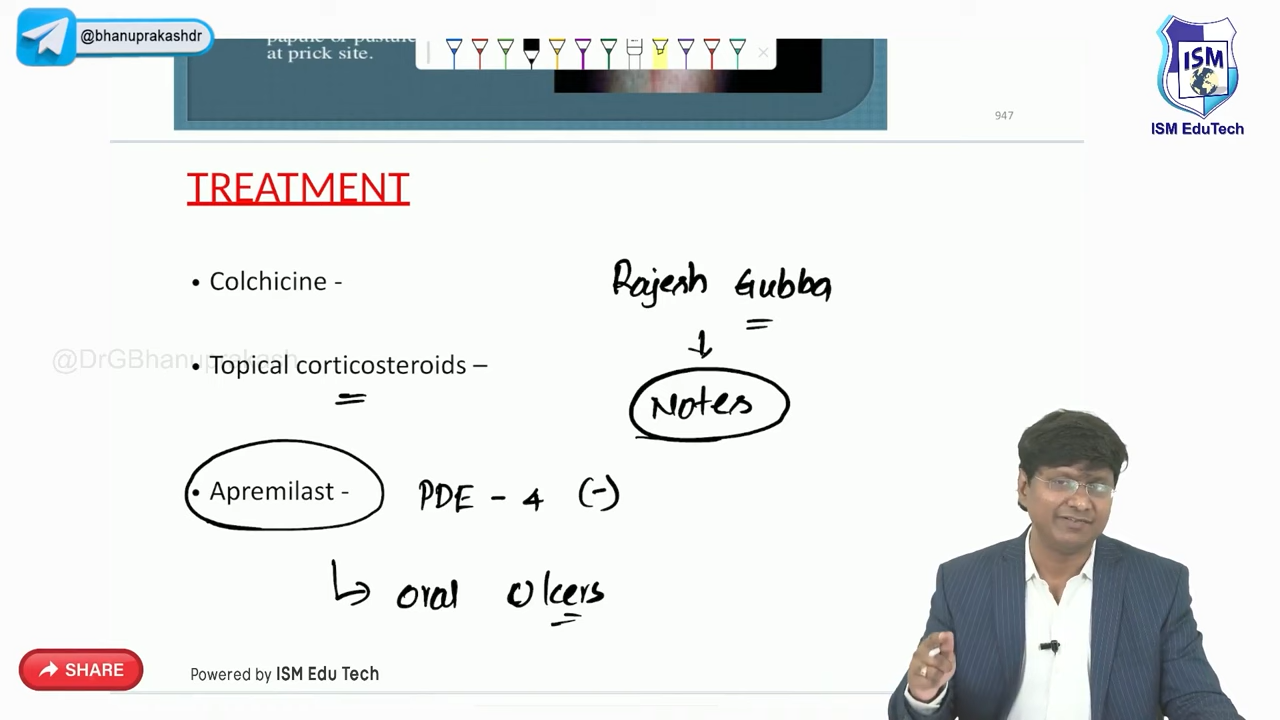 @bhanuprakashdr
at prick site.
ISM
ISM EduTech
947
TREATMENT
• Colchicine -
Rajesh Gubba
@DrGBhanuprakash
• Topical corticosteroids –
Notes
• Apremilast - PDE - 4 (-)
oral Ulcers
SHARE
Powered by ISM Edu Tech